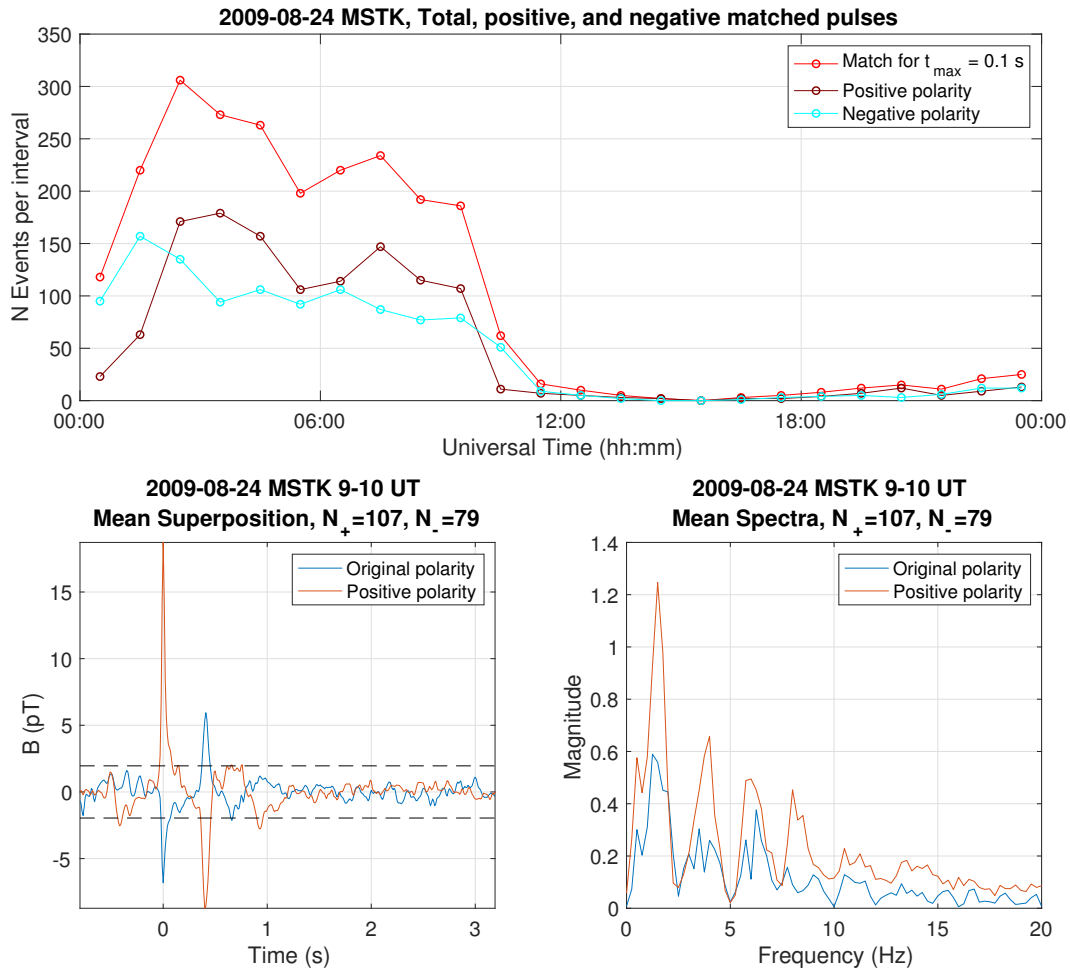 2009-08-24 MSTK, Total, positive, and negative matched pulses
350
300
250
200
150
100
50
0
N Events per interval
Match for t_max = 0.1 s
Positive polarity
Negative polarity
00:00 06:00 12:00 18:00 00:00
Universal Time (hh:mm)
2009-08-24 MSTK 9-10 UT
Mean Superposition, N_+=107, N_-=79
15
10
5
0
-5
B (pT)
Original polarity
Positive polarity
0 1 2 3
Time (s)
2009-08-24 MSTK 9-10 UT
Mean Spectra, N_+=107, N_-=79
1.4
1.2
1
0.8
0.6
0.4
0.2
0
Magnitude
Original polarity
Positive polarity
0 5 10 15 20
Frequency (Hz)